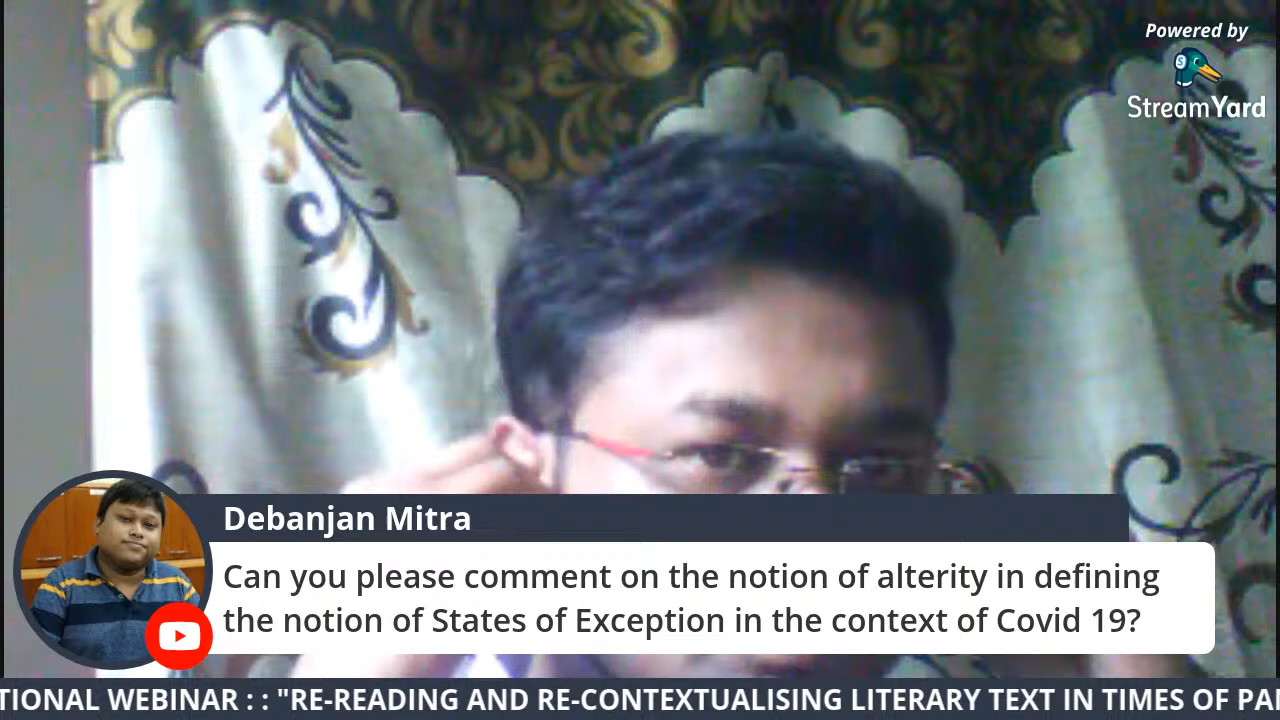 Powered by
StreamYard
Debanjan Mitra
Can you please comment on the notion of alterity in defining
the notion of States of Exception in the context of Covid 19?
WEBINAR : : "RE-READING AND RE-CONTEXTUALISING LITERARY TEXT IN TIMES OF